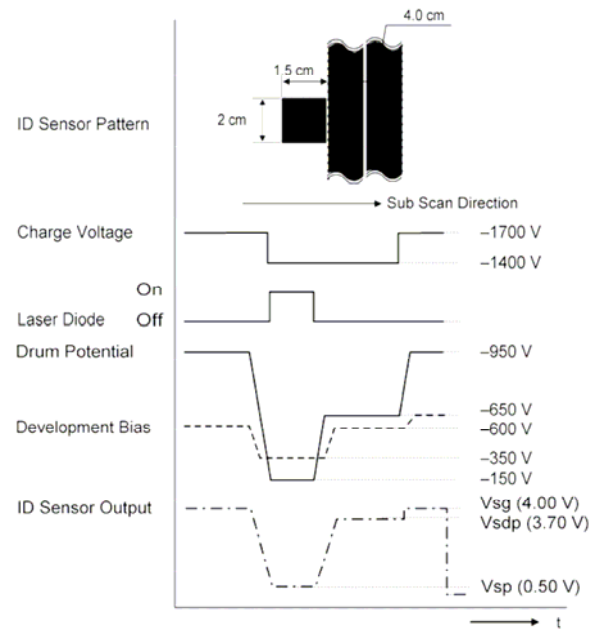 4.0 cm
1.5 cm
ID Sensor Pattern
2 cm
Sub Scan Direction
Charge Voltage
–1700 V
–1400 V
On
Laser Diode Off
Drum Potential
–950 V
–650 V
Development Bias
–600 V
–350 V
–150 V
ID Sensor Output
Vsg (4.00 V)
Vsdp (3.70 V)
Vsp (0.50 V)
t